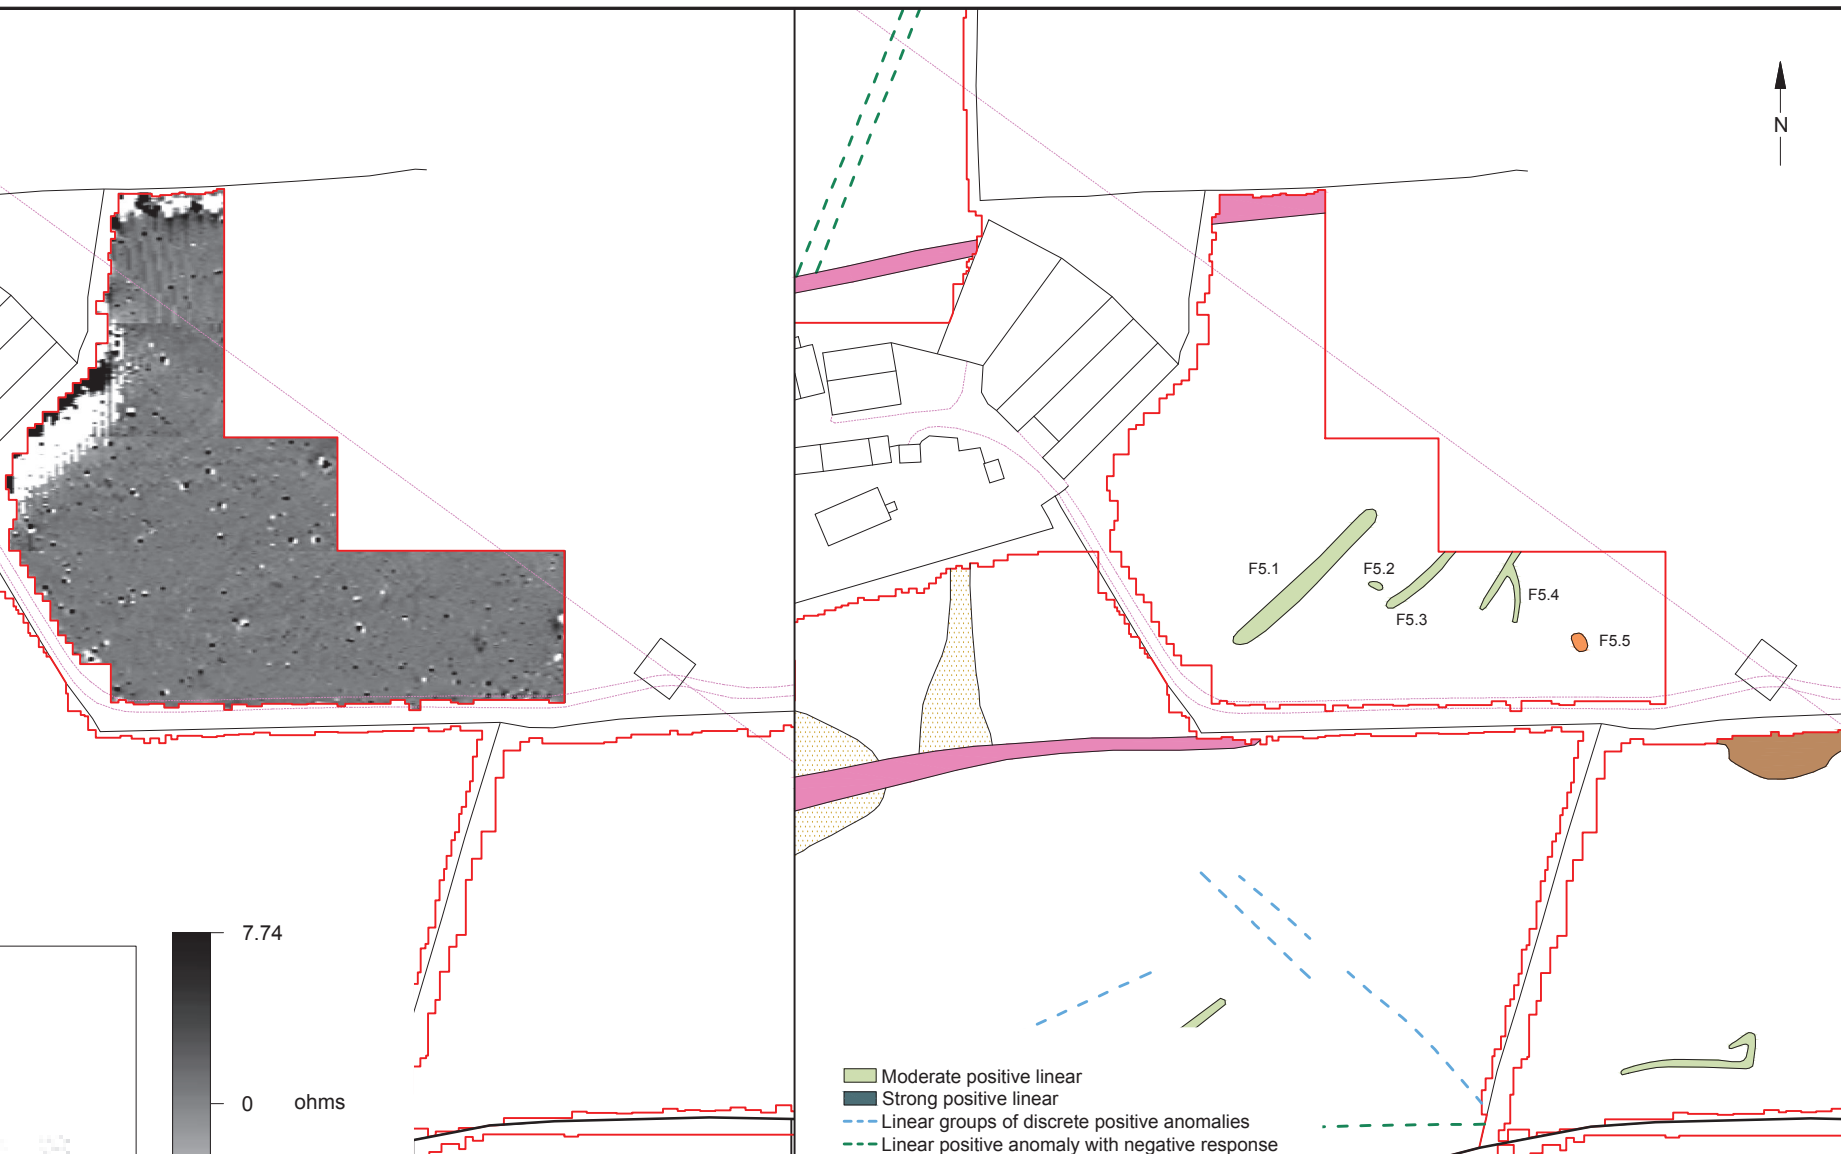 N
F5.1
F5.2
F5.3
F5.4
F5.5
7.74
0 ohms
Moderate positive linear
Strong positive linear
Linear groups of discrete positive anomalies
Linear positive anomaly with negative response